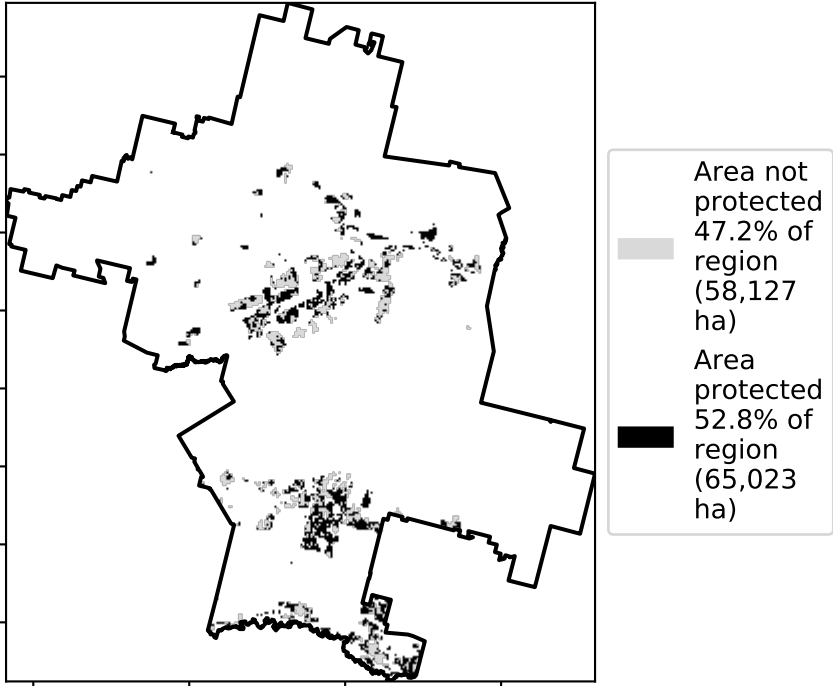 Area not
protected
47.2% of
region
(58,127
ha)
Area
protected
52.8% of
region
(65,023
ha)